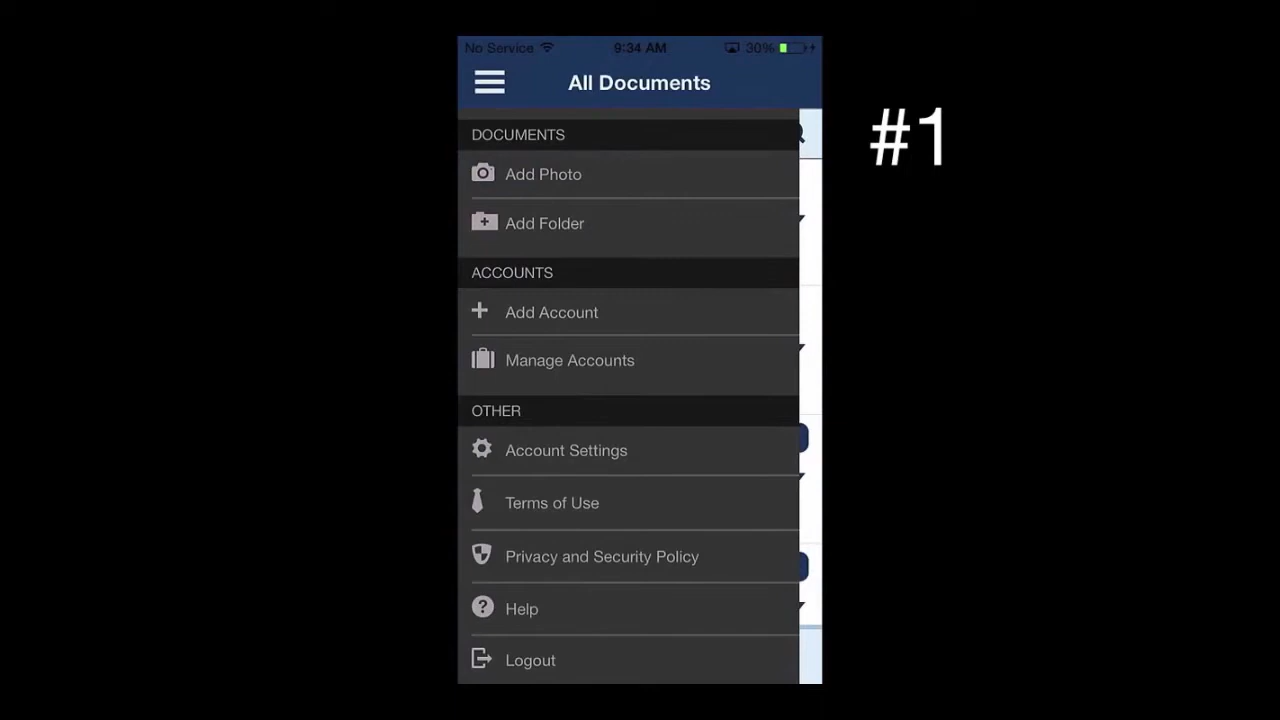 No Service 9:34 AM 30%
All Documents
#1
DOCUMENTS
Add Photo
Add Folder
ACCOUNTS
Add Account
Manage Accounts
OTHER
Account Settings
Terms of Use
Privacy and Security Policy
Help
Logout